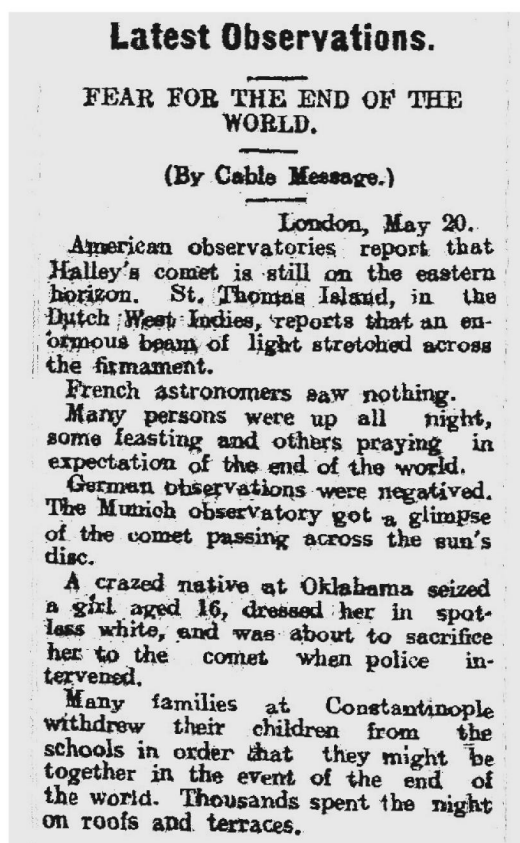 Latest Observations.
FEAR FOR THE END OF THE
WORLD.
(By Cable Message.)
London, May 20.
American observatories report that
Halley's comet is still on the eastern
horizon. St. Thomas Island, in the
Dutch West Indies, reports that an en-
ormous beam of light stretched across
the firmament.
French astronomers saw nothing.
Many persons were up all night,
some feasting and others praying in
expectation of the end of the world.
German observations were negatived.
The Munich observatory got a glimpse
of the comet passing across the sun's
disc.
A crazed native at Oklahama seized
a girl aged 16, dressed her in spot-
less white, and was about to sacrifice
her to the comet when police in-
tervened.
Many families at Constantinople
withdrew their children from the
schools in order that they might be
together in the event of the end of
the world. Thousands spent the night
on roofs and terraces.